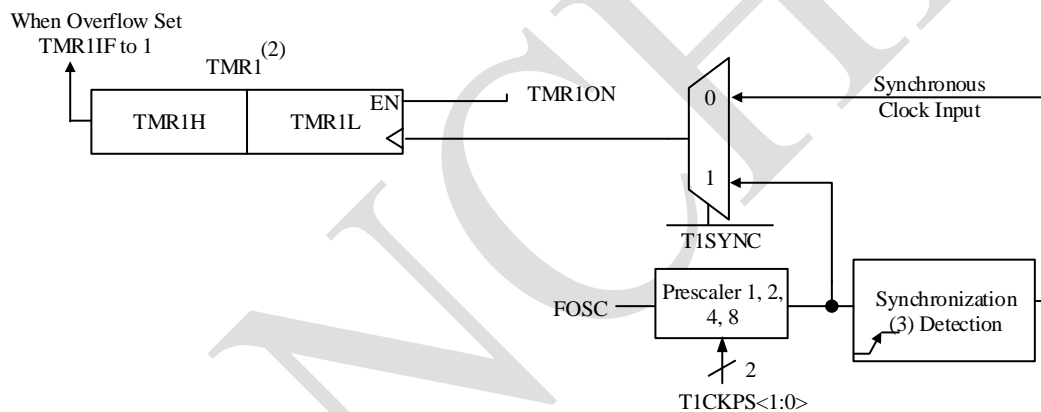 When Overflow Set
TMR1IF to 1
TMR1(2)
EN
TMR1ON
TMR1H
TMR1L
0
Synchronous
Clock Input
1
T1SYNC
FOSC
Prescaler 1, 2,
4, 8
Synchronization
(3) Detection
2
T1CKPS<1:0>